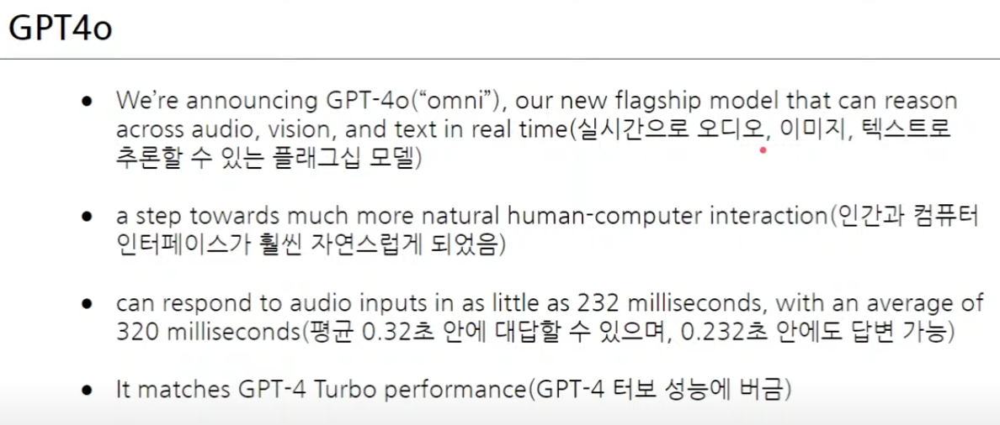 GPT4o
• We're announcing GPT-4o(“omni”), our new flagship model that can reason
across audio, vision, and text in real time(실시간으로 오디오, 이미지, 텍스트로
추론할 수 있는 플래그십 모델)
• a step towards much more natural human-computer interaction(인간과 컴퓨터
인터페이스가 훨씬 자연스럽게 되었음)
• can respond to audio inputs in as little as 232 milliseconds, with an average of
320 milliseconds(평균 0.32초 안에 대답할 수 있으며, 0.232초 안에도 답변 가능)
• It matches GPT-4 Turbo performance(GPT-4 터보 성능에 버금)